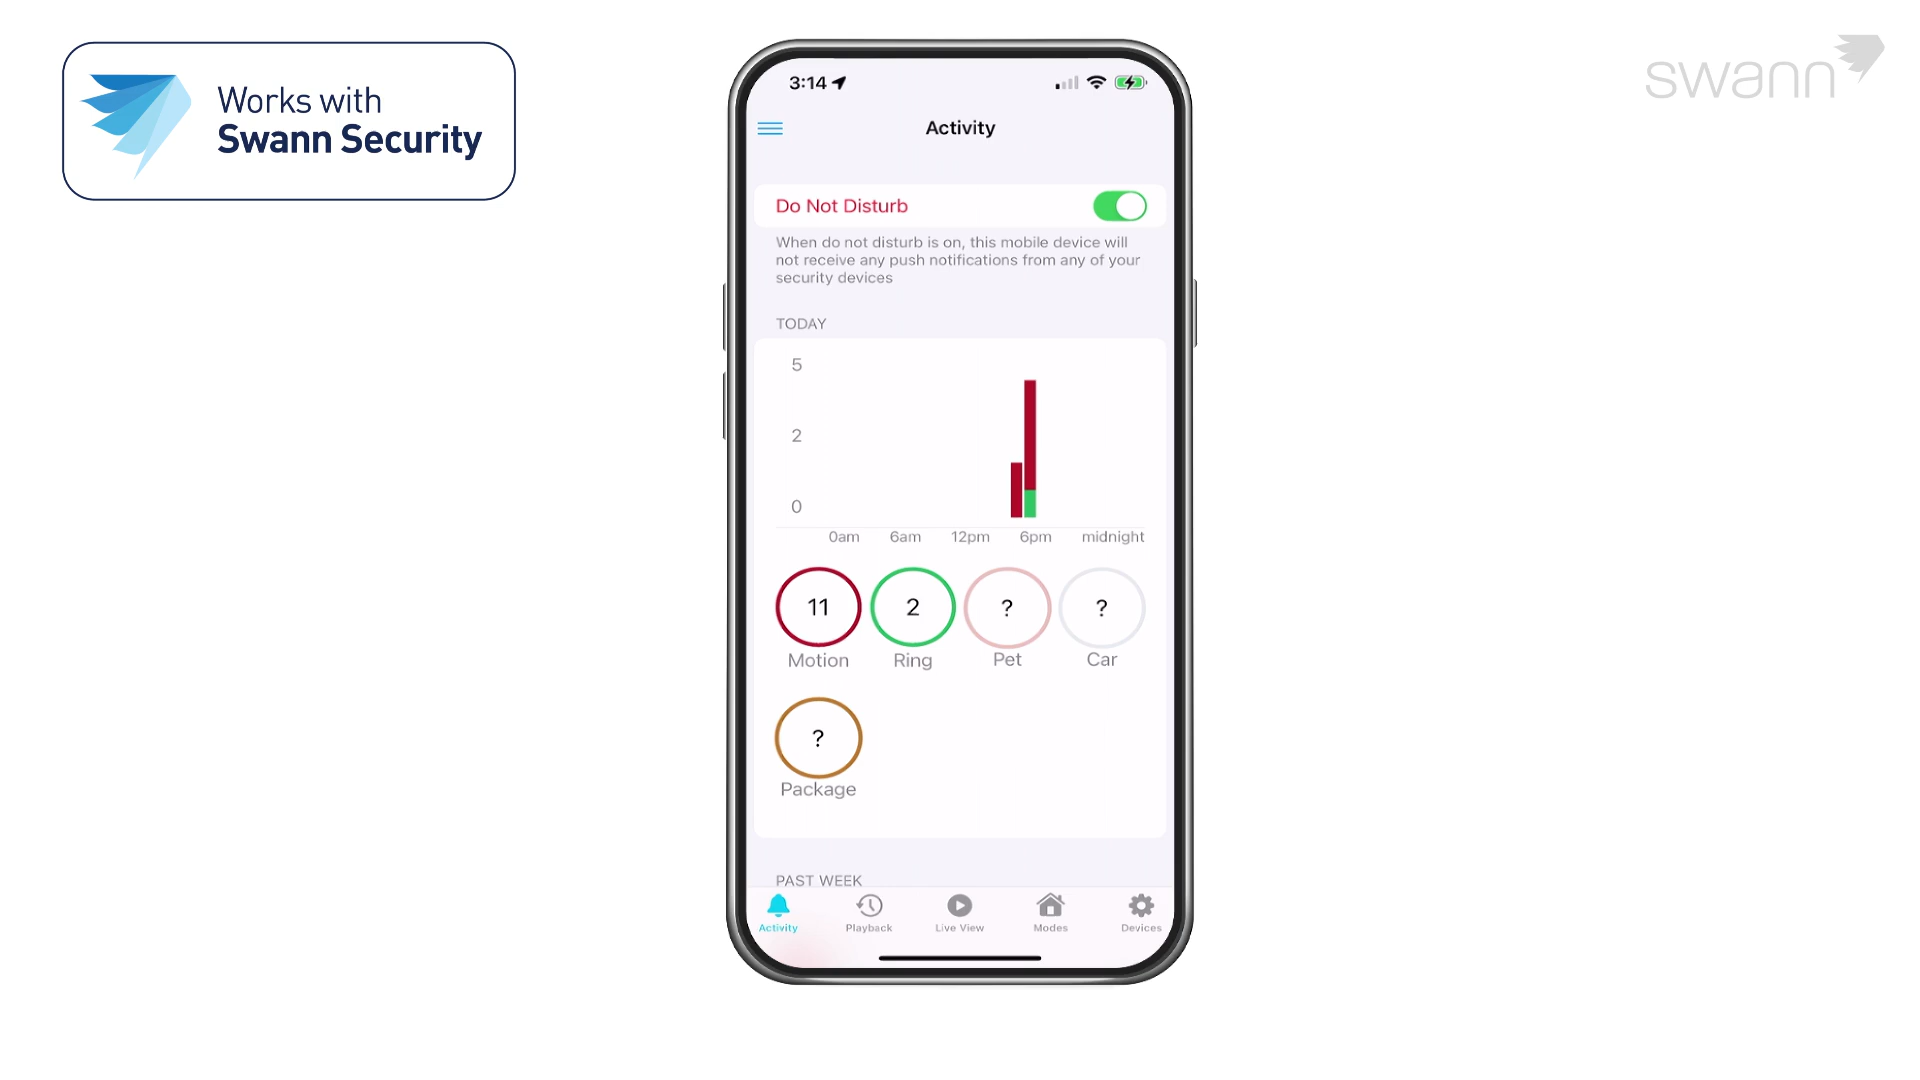 Works with
Swann Security
swann
3:14
Activity
Do Not Disturb
When do not disturb is on, this mobile device will
not receive any push notifications from any of your
security devices
TODAY
5
2
0
0am 6am 12pm 6pm midnight
11 2 ? ?
Motion Ring Pet Car
?
Package
PAST WEEK
Activity Playback Live View Modes Devices